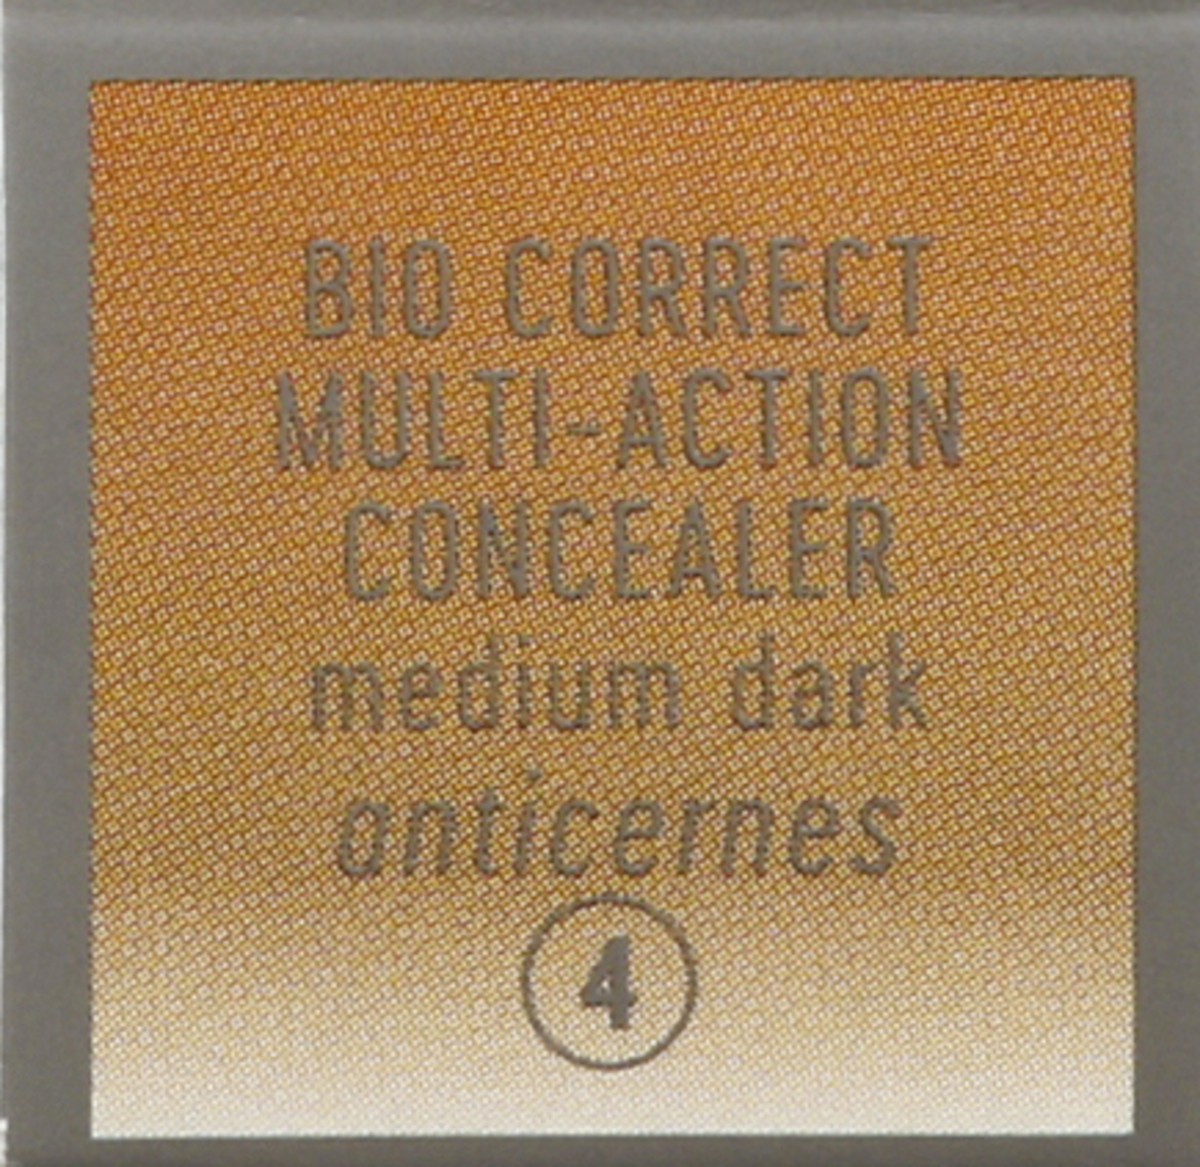 BIO CORRECT
MULTI-ACTION
CONCEALER
medium dark
anticernes
4